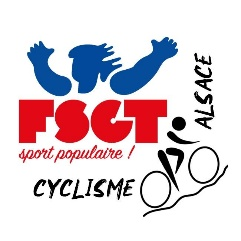 FSGT
sport populaire !
CYCLISME
ALSACE